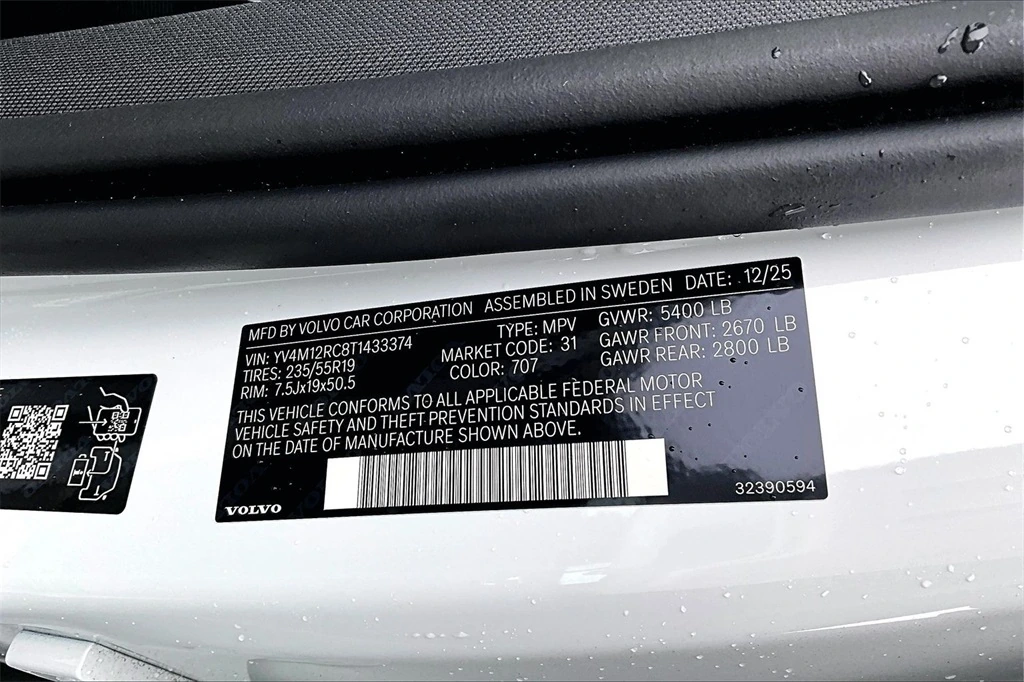 MFD BY VOLVO CAR CORPORATION ASSEMBLED IN SWEDEN DATE: 12/25
VIN: YV4M12RC8T1433374 TYPE: MPV GVWR: 5400 LB
TIRES: 235/55R19 MARKET CODE: 31 GAWR FRONT: 2670 LB
RIM: 7.5Jx19x50.5 COLOR: 707 GAWR REAR: 2800 LB
THIS VEHICLE CONFORMS TO ALL APPLICABLE FEDERAL MOTOR
VEHICLE SAFETY AND THEFT PREVENTION STANDARDS IN EFFECT
ON THE DATE OF MANUFACTURE SHOWN ABOVE.
VOLVO 32390594